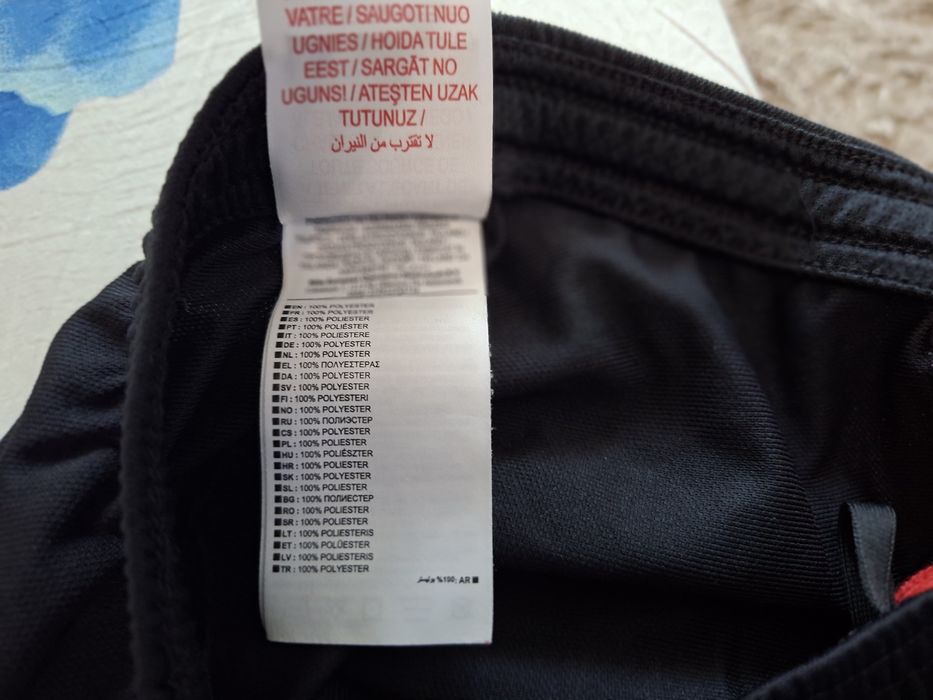 VATRE / SAUGOTI NUO
UGNIES / HOIDA TULE
EEST / SARGĀT NO
UGUNS! / ATEŞTEN UZAK
TUTUNUZ /
لا تقترب من النيران
EN : 100% POLYESTER
FR : 100% POLYESTER
ES : 100% POLIESTER
PT : 100% POLIÉSTER
IT : 100% POLIESTERE
DE : 100% POLYESTER
NL : 100% POLYESTER
EL : 100% ΠΟΛΥΕΣΤΕΡΑΣ
DA : 100% POLYESTER
SV : 100% POLYESTER
FI : 100% POLYESTERI
NO : 100% POLYESTER
RU : 100% ПОЛИЭСТЕР
CS : 100% POLYESTER
PL : 100% POLIESTER
HU : 100% POLIÉSZTER
HR : 100% POLIESTER
SK : 100% POLYESTER
SL : 100% POLIESTER
BG : 100% ПОЛИЕСТЕР
RO : 100% POLIESTER
SR : 100% POLIESTER
LT : 100% POLIESTERIS
ET : 100% POLÜESTER
LV : 100% POLIESTERIS
TR : 100% POLYESTER
AR : 100% بوليستر